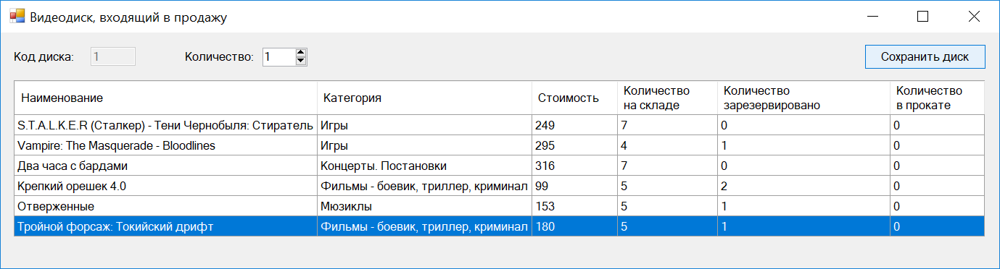 Видеодиск, входящий в продажу
Код диска: 1 Количество: 1 Сохранить диск
Наименование Категория Стоимость Количество на складе Количество зарезервировано Количество в прокате
S.T.A.L.K.E.R (Сталкер) - Тени Чернобыля: Стиратель Игры 249 7 0 0
Vampire: The Masquerade - Bloodlines Игры 295 4 1 0
Два часа с бардами Концерты. Постановки 316 7 0 0
Крепкий орешек 4.0 Фильмы - боевик, триллер, криминал 99 5 2 0
Отверженные Мюзиклы 153 5 1 0
Тройной форсаж: Токийский дрифт Фильмы - боевик, триллер, криминал 180 5 1 0